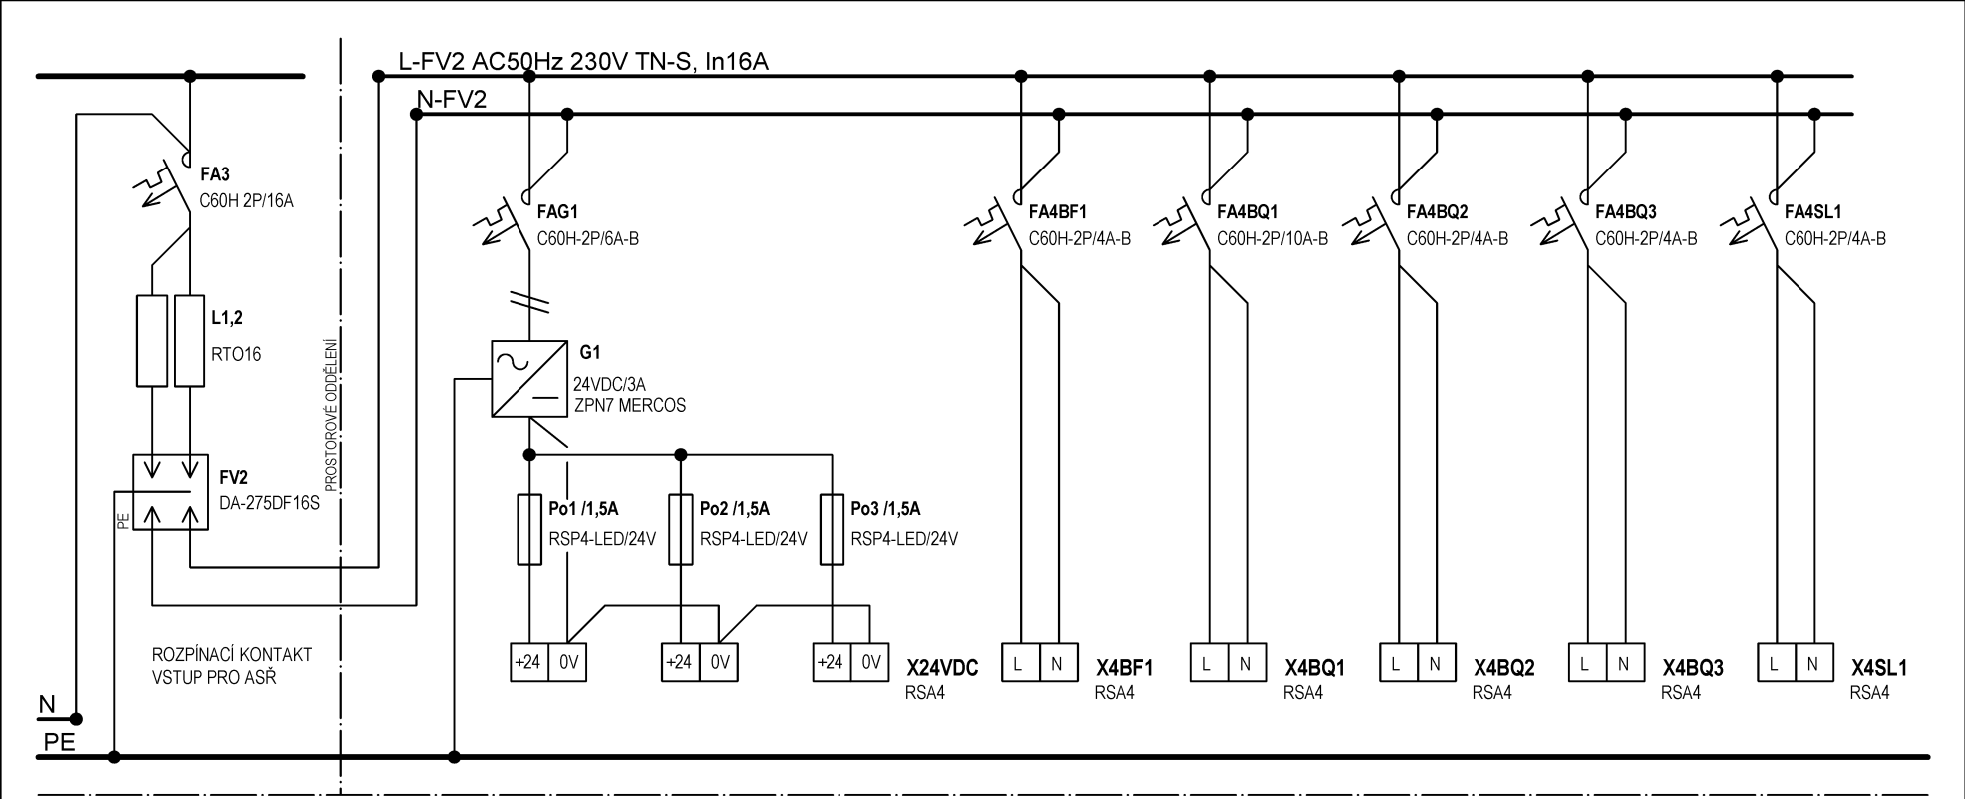 L-FV2 AC50Hz 230V TN-S, In16A
N-FV2
FA3
C60H 2P/16A
FAG1
C60H-2P/6A-B
FA4BF1
C60H-2P/4A-B
FA4BQ1
C60H-2P/10A-B
FA4BQ2
C60H-2P/4A-B
FA4BQ3
C60H-2P/4A-B
FA4SL1
C60H-2P/4A-B
L1,2
RTO16
PROSTOROVÉ ODDĚLENÍ
G1
24VDC/3A
ZPN7 MERCOS
FV2
DA-275DF16S
PE
Po1 /1,5A
RSP4-LED/24V
Po2 /1,5A
RSP4-LED/24V
Po3 /1,5A
RSP4-LED/24V
ROZPÍNACÍ KONTAKT
VSTUP PRO ASŘ
+24 0V
+24 0V
+24 0V
X24VDC
RSA4
L N
X4BF1
RSA4
L N
X4BQ1
RSA4
L N
X4BQ2
RSA4
L N
X4BQ3
RSA4
L N
X4SL1
RSA4
N
PE